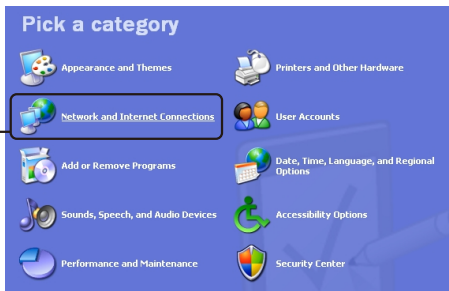 Pick a category
Appearance and Themes
Printers and Other Hardware
Network and Internet Connections
User Accounts
Add or Remove Programs
Date, Time, Language, and Regional
Options
Sounds, Speech, and Audio Devices
Accessibility Options
Performance and Maintenance
Security Center